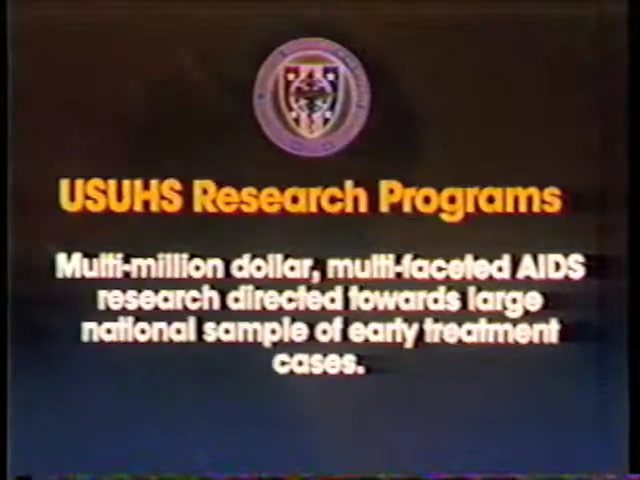 USUHS Research Programs
Multi-million dollar, multi-faceted AIDS
research directed towards large
national sample of early treatment
cases.